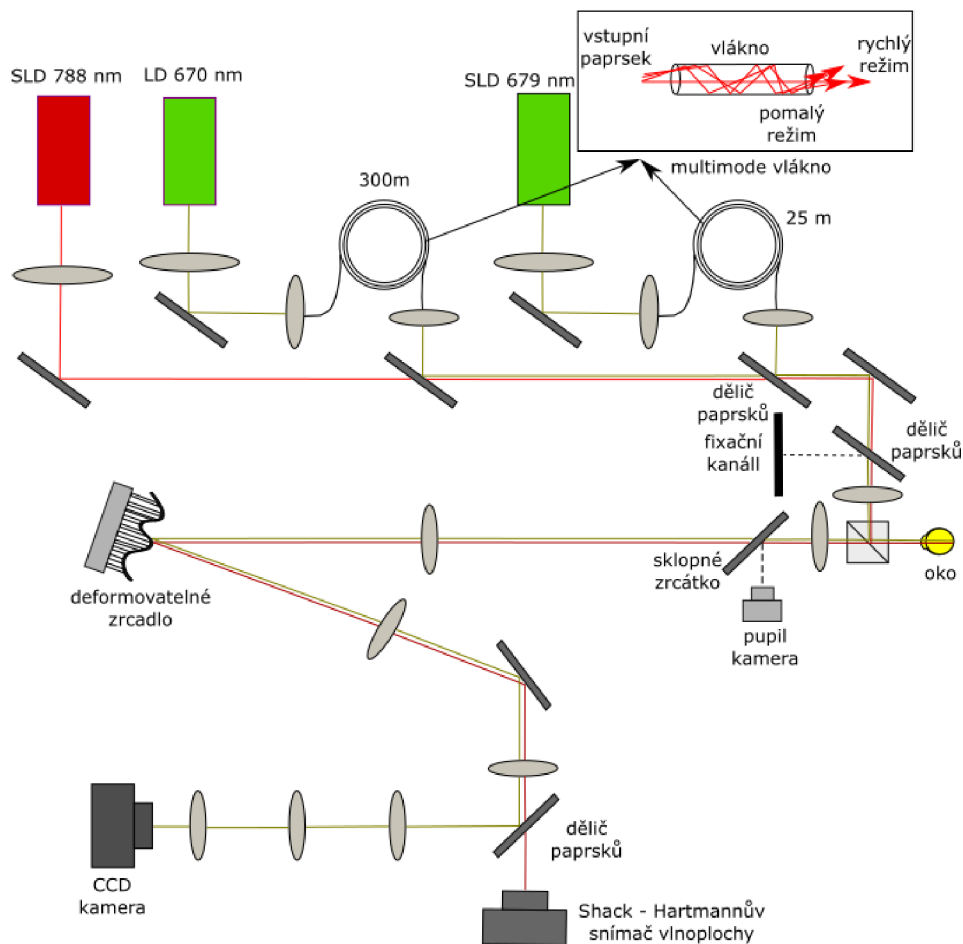 SLD 788 nm
LD 670 nm
SLD 679 nm
vstupní
paprsek
vlákno
rychlý
režim
pomalý
režim
multimode vlákno
300m
25 m
dělič
paprsků
fixační
kanáll
dělič
paprsků
sklopné
zrcátko
oko
pupil
kamera
deformovatelné
zrcadlo
dělič
paprsků
CCD
kamera
Shack - Hartmannův
snímač vlnoplochy